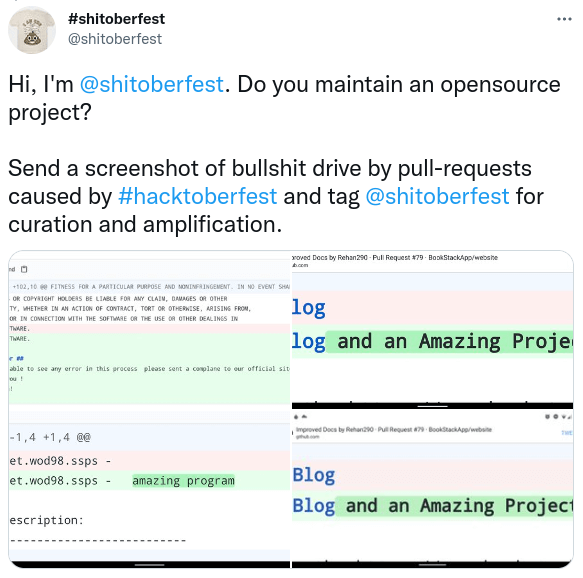 #shitoberfest
@shitoberfest
Hi, I'm @shitoberfest. Do you maintain an opensource
project?
Send a screenshot of bullshit drive by pull-requests
caused by #hacktoberfest and tag @shitoberfest for
curation and amplification.
nd
+102,10 @@ FITNESS FOR A PARTICULAR PURPOSE AND NONINFRINGEMENT. IN NO EVENT SHA
OR COPYRIGHT HOLDERS BE LIABLE FOR ANY CLAIM, DAMAGES OR OTHER
TY, WHETHER IN AN ACTION OF CONTRACT, TORT OR OTHERWISE, ARISING FROM,
OR IN CONNECTION WITH THE SOFTWARE OR THE USE OR OTHER DEALINGS IN
TWARE.
TWARE.
r ##
able to see any error in this process please sent a complane to our official sit
ou !
!
-1,4 +1,4 @@
et.wod98.ssps -
et.wod98.ssps - amazing program
escription:
-------------------------
proved Docs by Rehan290 · Pull Request #79 · BookStackApp/website
ub.com
log
log and an Amazing Proje
Improved Docs by Rehan290 · Pull Request #79 · BookStackApp/website
github.com
Blog
Blog and an Amazing Project